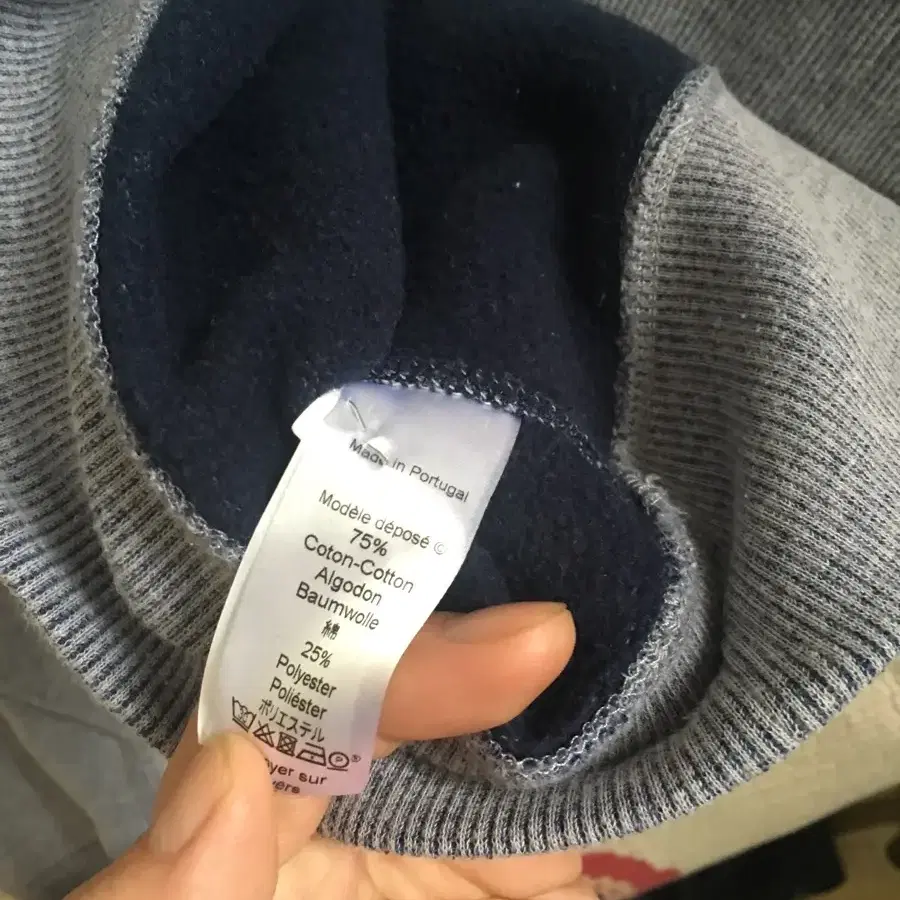 Made in Portugal
Modèle déposé ©
75%
Coton-Cotton
Algodon
Baumwolle
綿
25%
Polyester
Poliéster
ポリエステル
P
sur